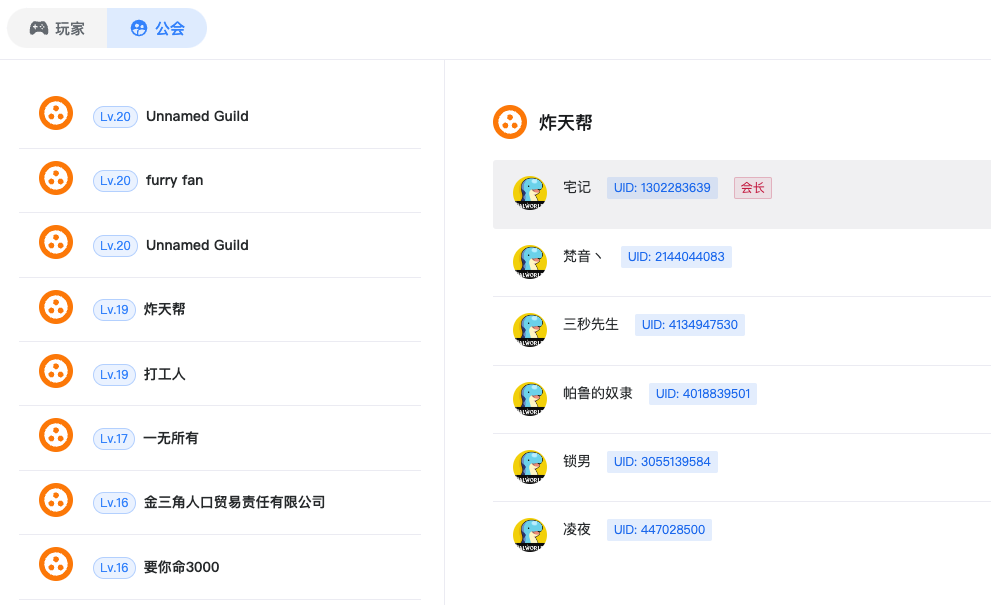 玩家 公会
Lv.20 Unnamed Guild
Lv.20 furry fan
Lv.20 Unnamed Guild
Lv.19 炸天帮
Lv.19 打工人
Lv.17 一无所有
Lv.16 金三角人口贸易责任有限公司
Lv.16 要你命3000
炸天帮
宅记 UID: 1302283639 会长
梵音丶 UID: 2144044083
三秒先生 UID: 4134947530
帕鲁的奴隶 UID: 4018839501
锁男 UID: 3055139584
凌夜 UID: 447028500